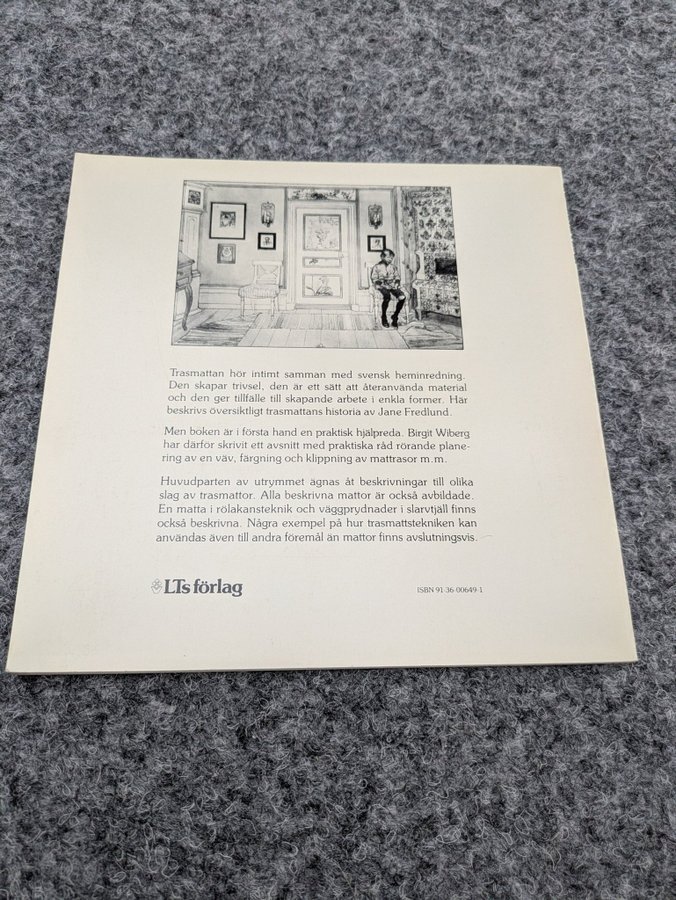 Trasmattan hör intimt samman med svensk heminredning.
Den skapar trivsel, den är ett sätt att återanvända material
och den ger tillfälle till skapande arbete i enkla former. Här
beskrivs översiktligt trasmattans historia av Jane Fredlund.
Men boken är i första hand en praktisk hjälpreda. Birgit Wiberg
har därför skrivit ett avsnitt med praktiska råd rörande plane-
ring av en väv, färgning och klippning av mattrasor m.m.
Huvudparten av utrymmet ägnas åt beskrivningar till olika
slag av trasmattor. Alla beskrivna mattor är också avbildade.
En matta i rölakansteknik och väggprydnader i slarvtjäll finns
också beskrivna. Några exempel på hur trasmattstekniken kan
användas även till andra föremål än mattor finns avslutningsvis.
LTs förlag
ISBN 91-36-00649-1